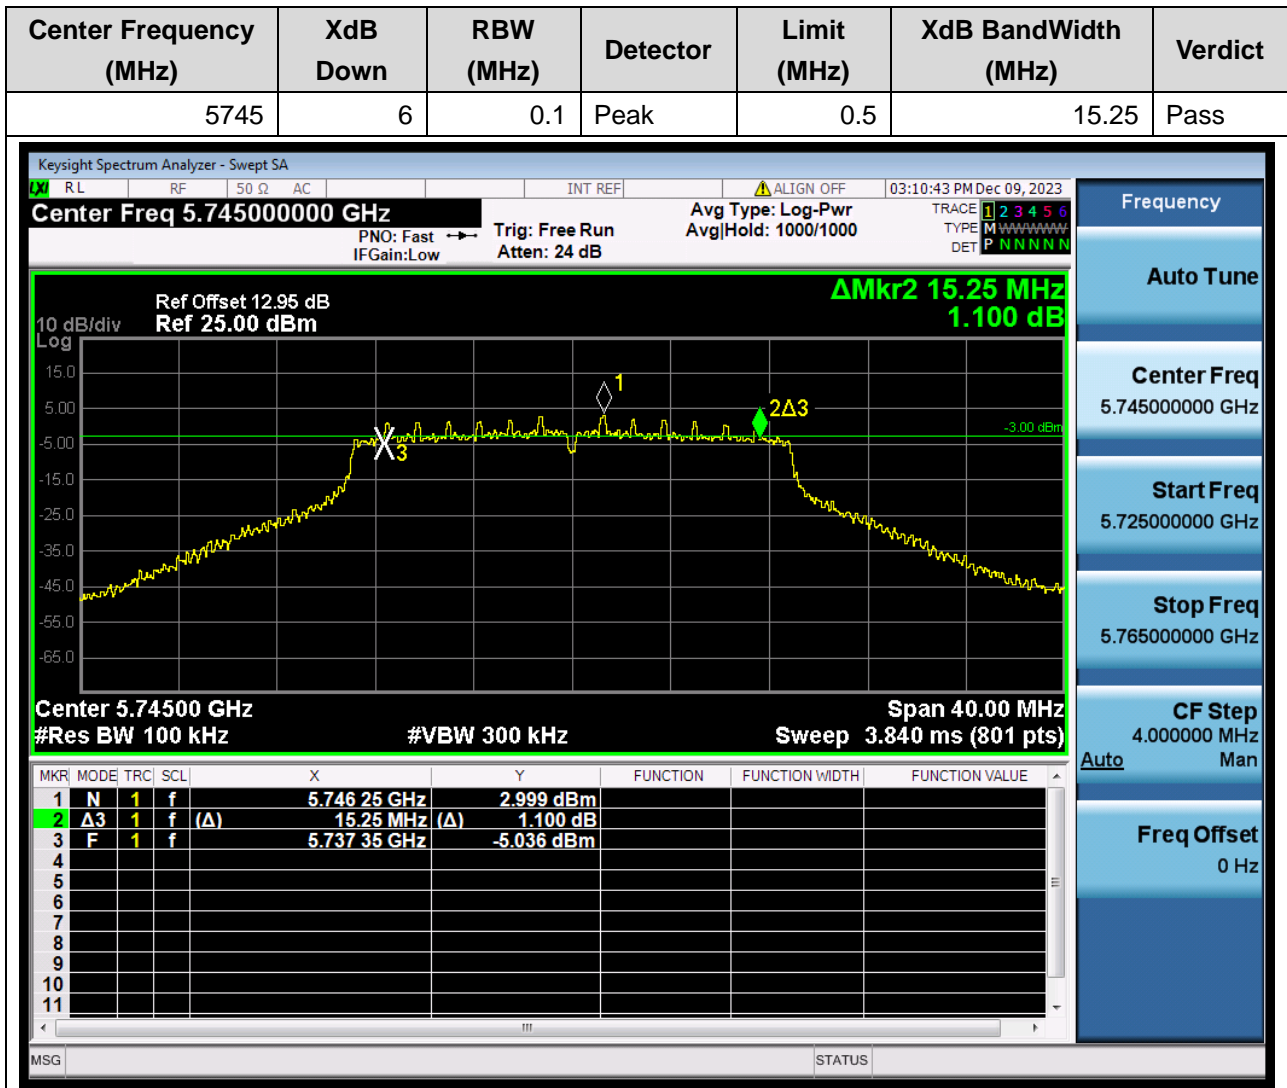 Center Frequency (MHz) XdB Down RBW (MHz) Detector Limit (MHz) XdB BandWidth (MHz) Verdict
5745 6 0.1 Peak 0.5 15.25 Pass
Keysight Spectrum Analyzer - Swept SA
LXI RL RF 50 Ω AC INT REF ALIGN OFF 03:10:43 PM Dec 09, 2023
Center Freq 5.745000000 GHz
PNO: Fast
IFGain:Low
Trig: Free Run
Atten: 24 dB
Avg Type: Log-Pwr
Avg|Hold: 1000/1000
TRACE 1 2 3 4 5 6
TYPE M WWWWW
DET P N N N N N
ΔMkr2 15.25 MHz
1.100 dB
Ref Offset 12.95 dB
10 dB/div Ref 25.00 dBm
Log
15.0
5.00
-5.00
-15.0
-25.0
-35.0
-45.0
-55.0
-65.0
1
2Δ3
3
-3.00 dBm
Center 5.74500 GHz Span 40.00 MHz
#Res BW 100 kHz #VBW 300 kHz Sweep 3.840 ms (801 pts)
MKR MODE TRC SCL X Y FUNCTION FUNCTION WIDTH FUNCTION VALUE
1 N 1 f 5.746 25 GHz 2.999 dBm
2 Δ3 1 f (Δ) 15.25 MHz (Δ) 1.100 dB
3 F 1 f 5.737 35 GHz -5.036 dBm
4
5
6
7
8
9
10
11
MSG STATUS
Frequency
Auto Tune
Center Freq
5.745000000 GHz
Start Freq
5.725000000 GHz
Stop Freq
5.765000000 GHz
CF Step
4.000000 MHz
Auto Man
Freq Offset
0 Hz